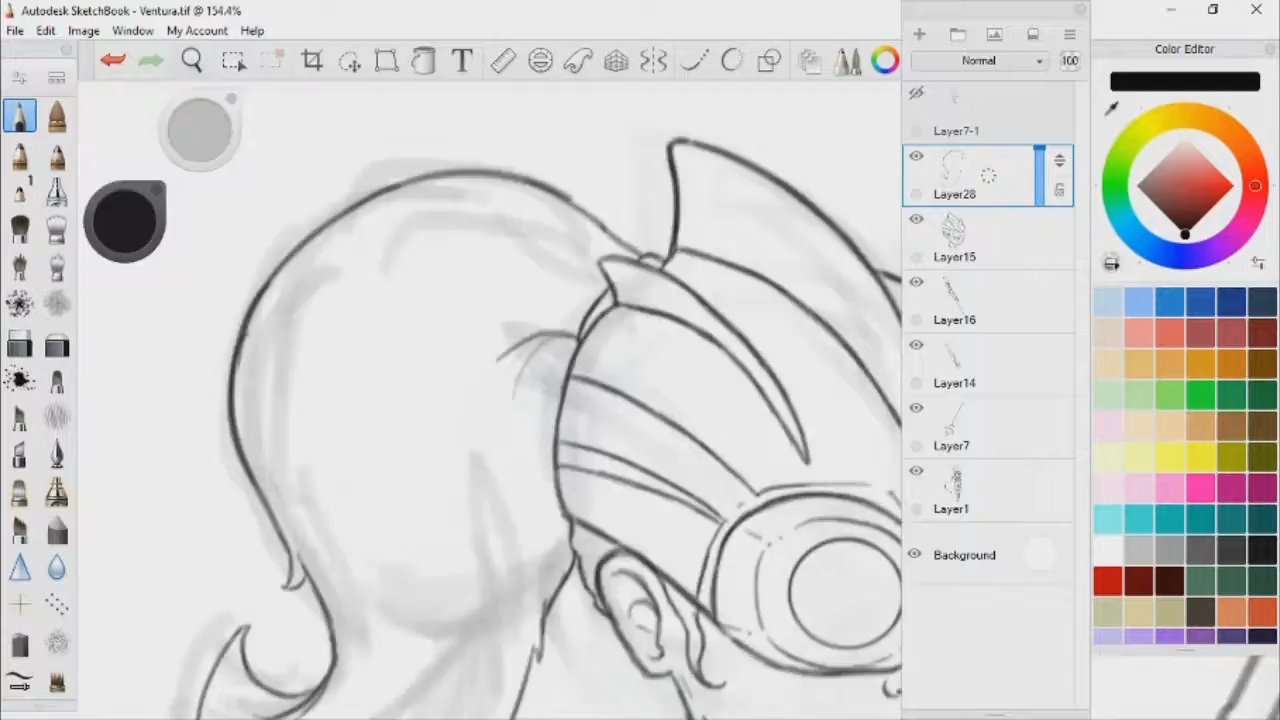 Autodesk SketchBook - Ventura.tif @ 154.4%
File Edit Image Window My Account Help
T
Normal 100
Color Editor
Layer7-1
Layer28
Layer15
Layer16
Layer14
Layer7
Layer1
Background